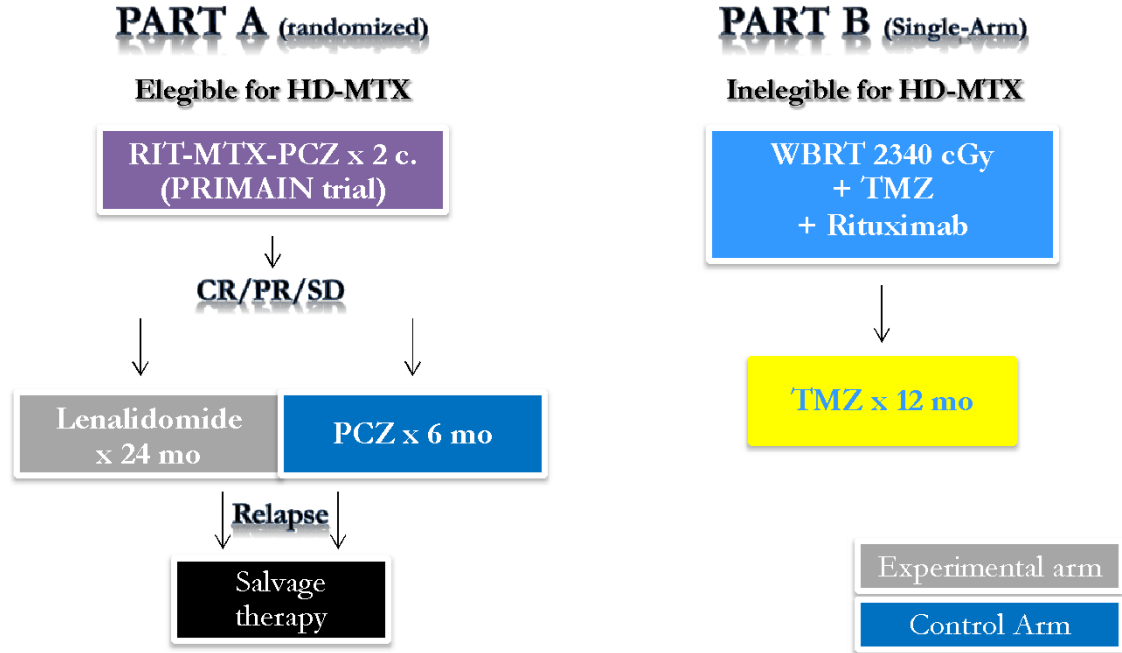 PART A (randomized)
Elegible for HD-MTX
RIT-MTX-PCZ x 2 c.
(PRIMAIN trial)
CR/PR/SD
Lenalidomide
x 24 mo
PCZ x 6 mo
Relapse
Salvage
therapy
PART B (Single-Arm)
Inelegible for HD-MTX
WBRT 2340 cGy
+ TMZ
+ Rituximab
TMZ x 12 mo
Experimental arm
Control Arm